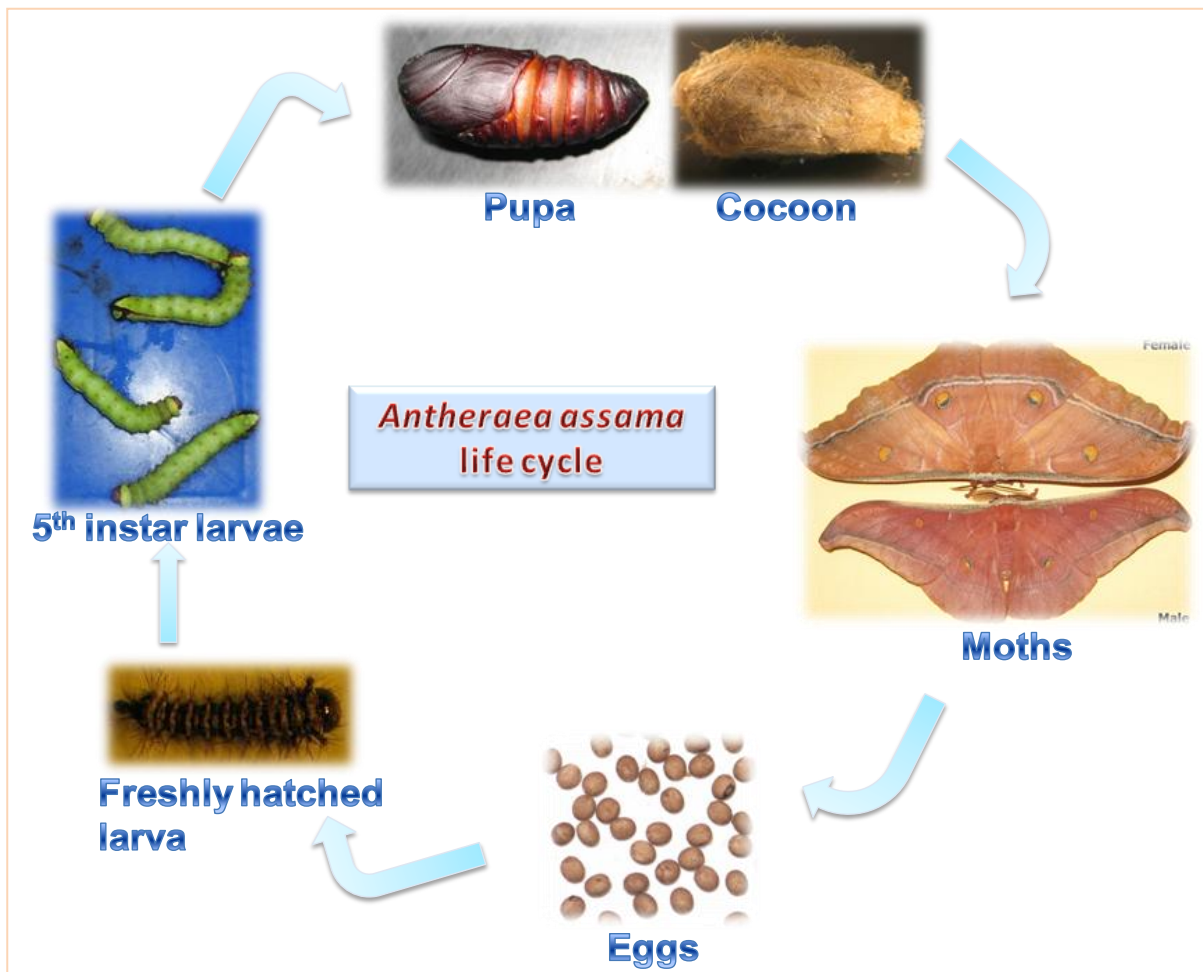 Pupa
Cocoon
Female
Antheraea assama
life cycle
5th instar larvae
Male
Moths
Freshly hatched
larva
Eggs